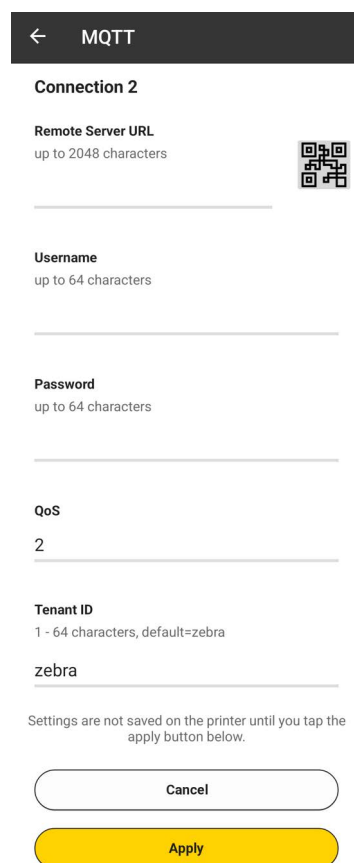 MQTT
Connection 2
Remote Server URL
up to 2048 characters
Username
up to 64 characters
Password
up to 64 characters
QoS
2
Tenant ID
1 - 64 characters, default=zebra
zebra
Settings are not saved on the printer until you tap the
apply button below.
Cancel
Apply